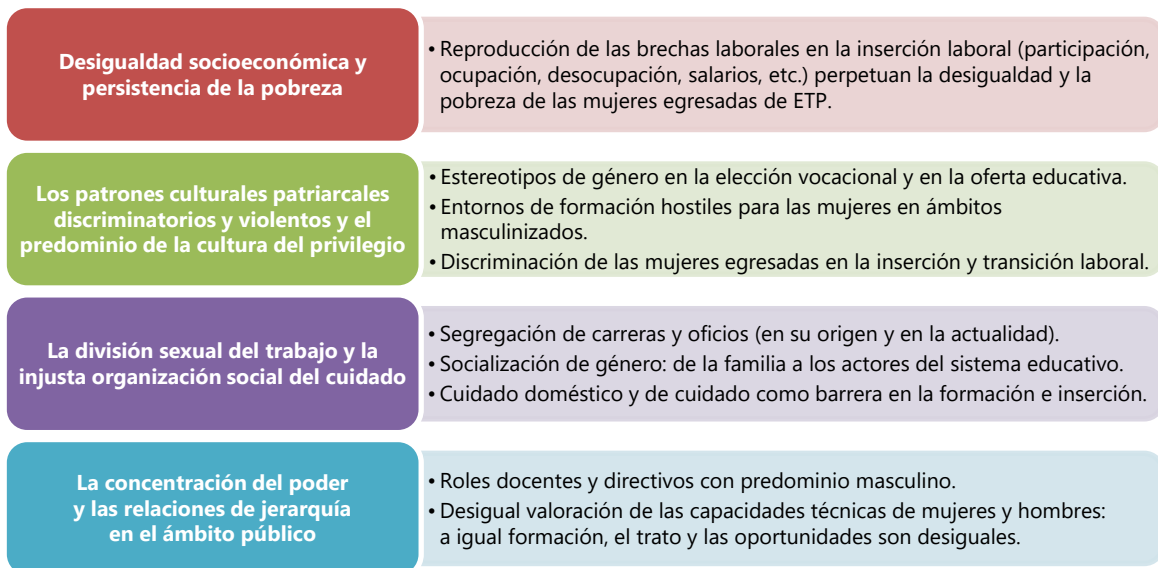 Desigualdad socioeconómica y
persistencia de la pobreza
• Reproducción de las brechas laborales en la inserción laboral (participación,
ocupación, desocupación, salarios, etc.) perpetuan la desigualdad y la
pobreza de las mujeres egresadas de ETP.
Los patrones culturales patriarcales
discriminatorios y violentos y el
predominio de la cultura del privilegio
• Estereotipos de género en la elección vocacional y en la oferta educativa.
• Entornos de formación hostiles para las mujeres en ámbitos
masculinizados.
• Discriminación de las mujeres egresadas en la inserción y transición laboral.
La división sexual del trabajo y la
injusta organización social del cuidado
• Segregación de carreras y oficios (en su origen y en la actualidad).
• Socialización de género: de la familia a los actores del sistema educativo.
• Cuidado doméstico y de cuidado como barrera en la formación e inserción.
La concentración del poder
y las relaciones de jerarquía
en el ámbito público
• Roles docentes y directivos con predominio masculino.
• Desigual valoración de las capacidades técnicas de mujeres y hombres:
a igual formación, el trato y las oportunidades son desiguales.